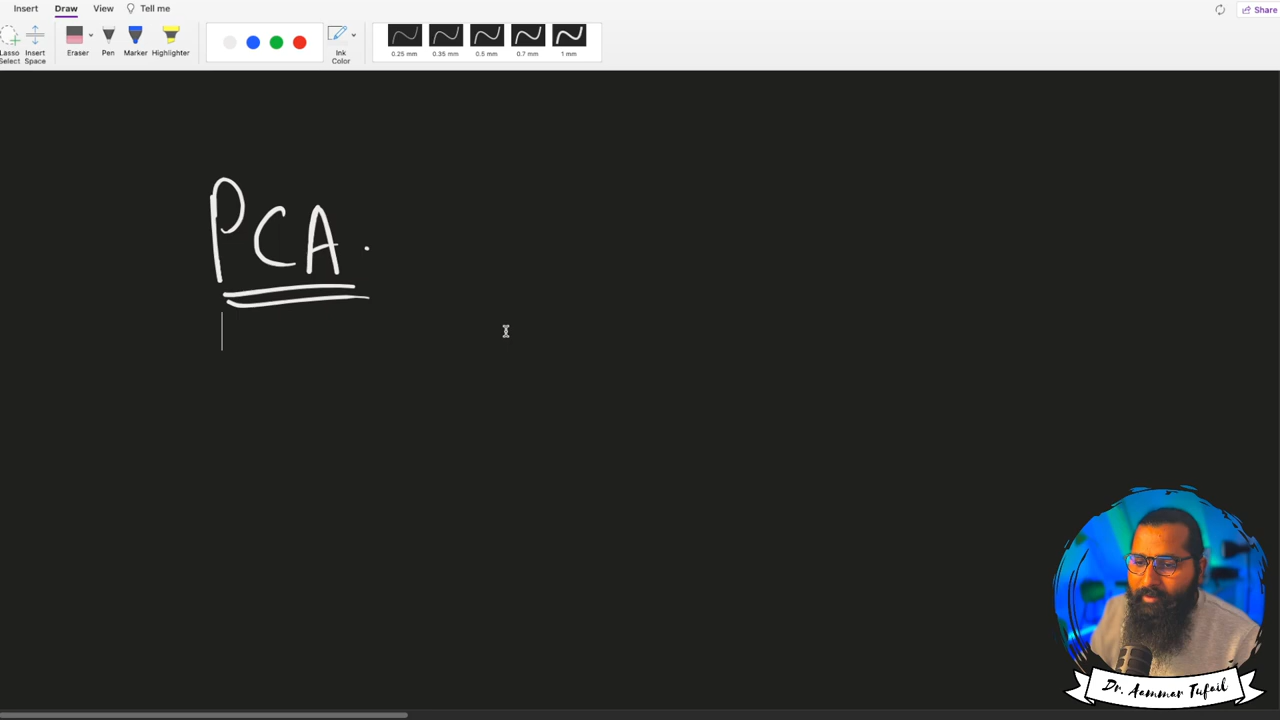 Insert Draw View Tell me Share
Lasso Select Insert Space Eraser Pen Marker Highlighter Ink Color 0.25 mm 0.35 mm 0.5 mm 0.7 mm 1 mm
PCA.
Dr. Aammar Tufail